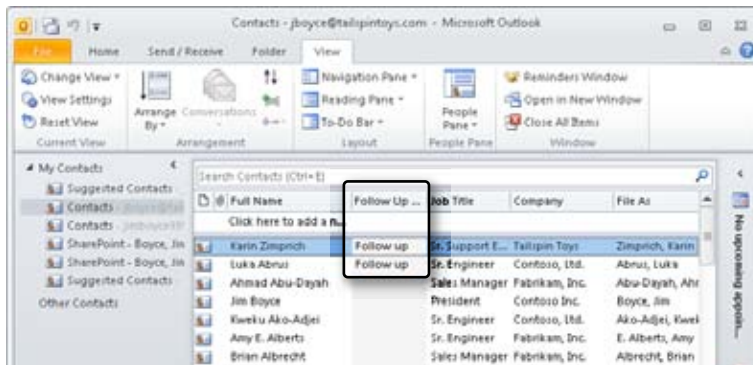 Contacts - jboyce@tailspintoys.com - Microsoft Outlook
File Home Send / Receive Folder View
Change View
View Settings
Reset View
Current View
Arrange By
Conversations
Arrangement
Navigation Pane
Reading Pane
To-Do Bar
Layout
People Pane
People Pane
Reminders Window
Open in New Window
Close All Items
Window
My Contacts
Suggested Contacts
Contacts -
Contacts -
SharePoint - Boyce, Jim
SharePoint - Boyce, Jim
Suggested Contacts
Other Contacts
Search Contacts (Ctrl+E)
Full Name Follow Up ... Job Title Company File As
Click here to add a n...
Karin Zimprich Follow up Sr. Support E... Tailspin Toys Zimprich, Karin
Luka Abrus Follow up Sr. Engineer Contoso, Ltd. Abrus, Luka
Ahmad Abu-Dayah Sales Manager Fabrikam, Inc. Abu-Dayah, Ahr
Jim Boyce President Contoso Inc. Boyce, Jim
Kweku Ako-Adjei Sr. Engineer Contoso, Ltd. Ako-Adjei, Kwek
Amy E. Alberts Sr. Engineer Fabrikam, Inc. E. Alberts, Amy
Brian Albrecht Sales Manager Fabrikam, Inc. Albrecht, Brian
No upcoming appoin...